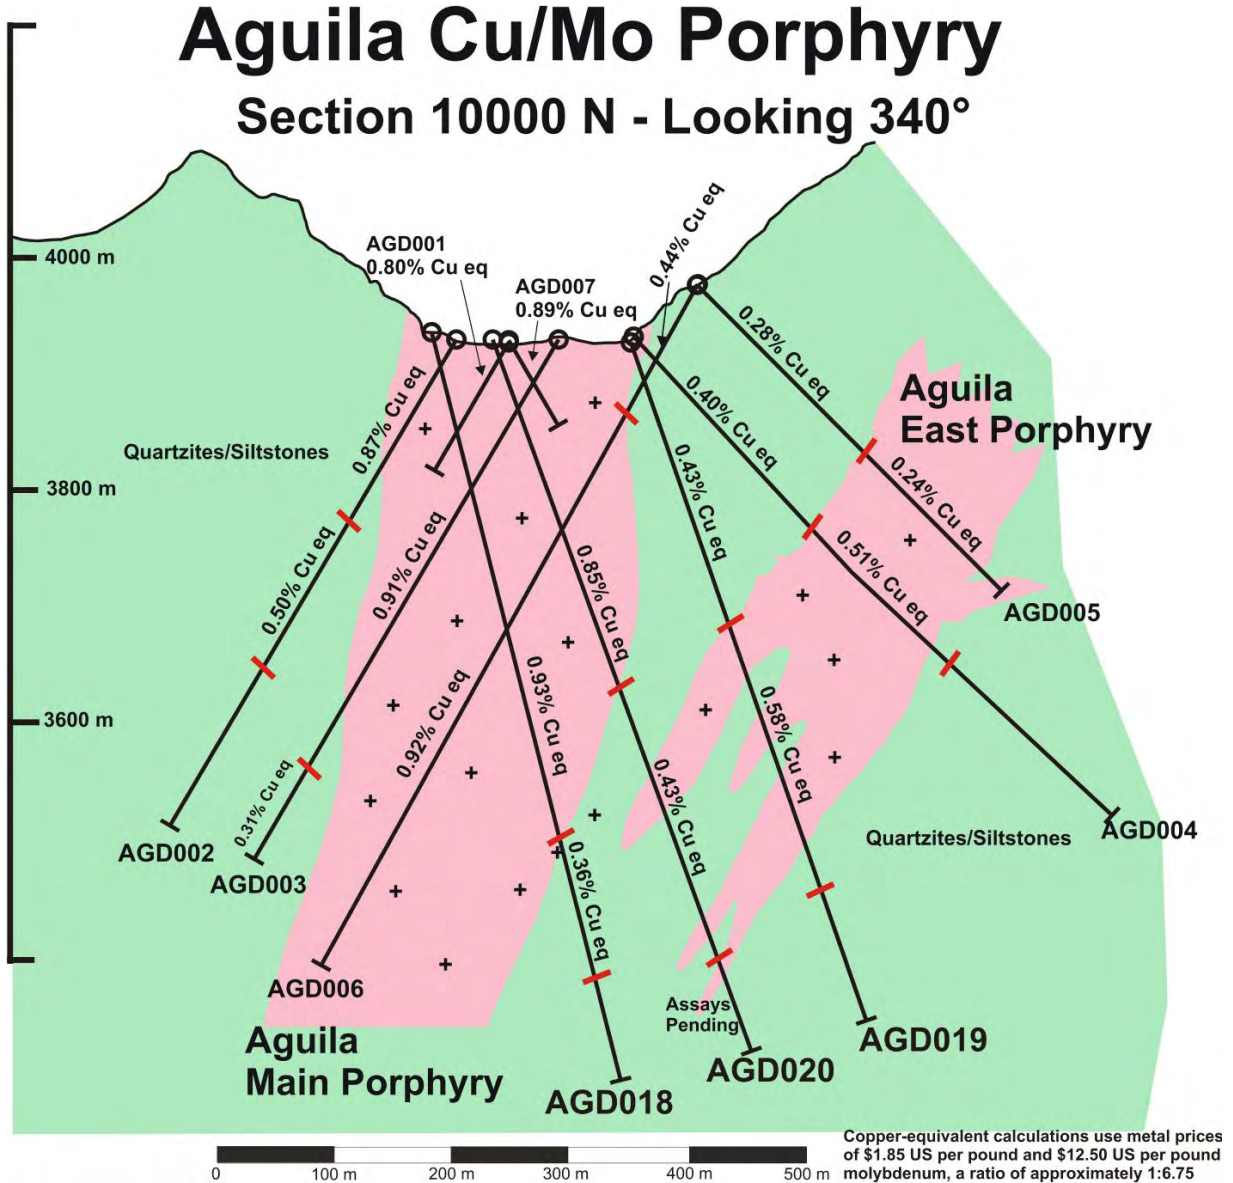 Aguila Cu/Mo Porphyry
Section 10000 N - Looking 340°
0.44% Cu eq
AGD001
0.80% Cu eq
4000 m
AGD007
0.89% Cu eq
0.28% Cu eq
0.87% Cu eq
0.40% Cu eq
Aguila
East Porphyry
Quartzites/Siltstones
0.43% Cu eq
0.24% Cu eq
3800 m
0.50% Cu eq
0.91% Cu eq
0.85% Cu eq
0.51% Cu eq
AGD005
3600 m
0.92% Cu eq
0.93% Cu eq
0.58% Cu eq
0.31% Cu eq
0.43% Cu eq
AGD004
Quartzites/Siltstones
AGD002
AGD003
0.36% Cu eq
AGD006
Assays
Pending
AGD019
Aguila
Main Porphyry
AGD020
AGD018
Copper-equivalent calculations use metal prices
of $1.85 US per pound and $12.50 US per pound
molybdenum, a ratio of approximately 1:6.75
0 100 m 200 m 300 m 400 m 500 m